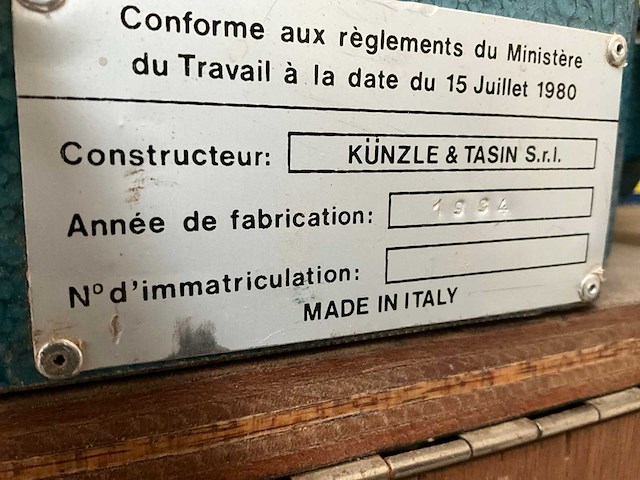 Conforme aux règlements du Ministère
du Travail à la date du 15 Juillet 1980
Constructeur: KÜNZLE & TASIN S.r.l.
Année de fabrication: 1984
N° d'immatriculation:
MADE IN ITALY